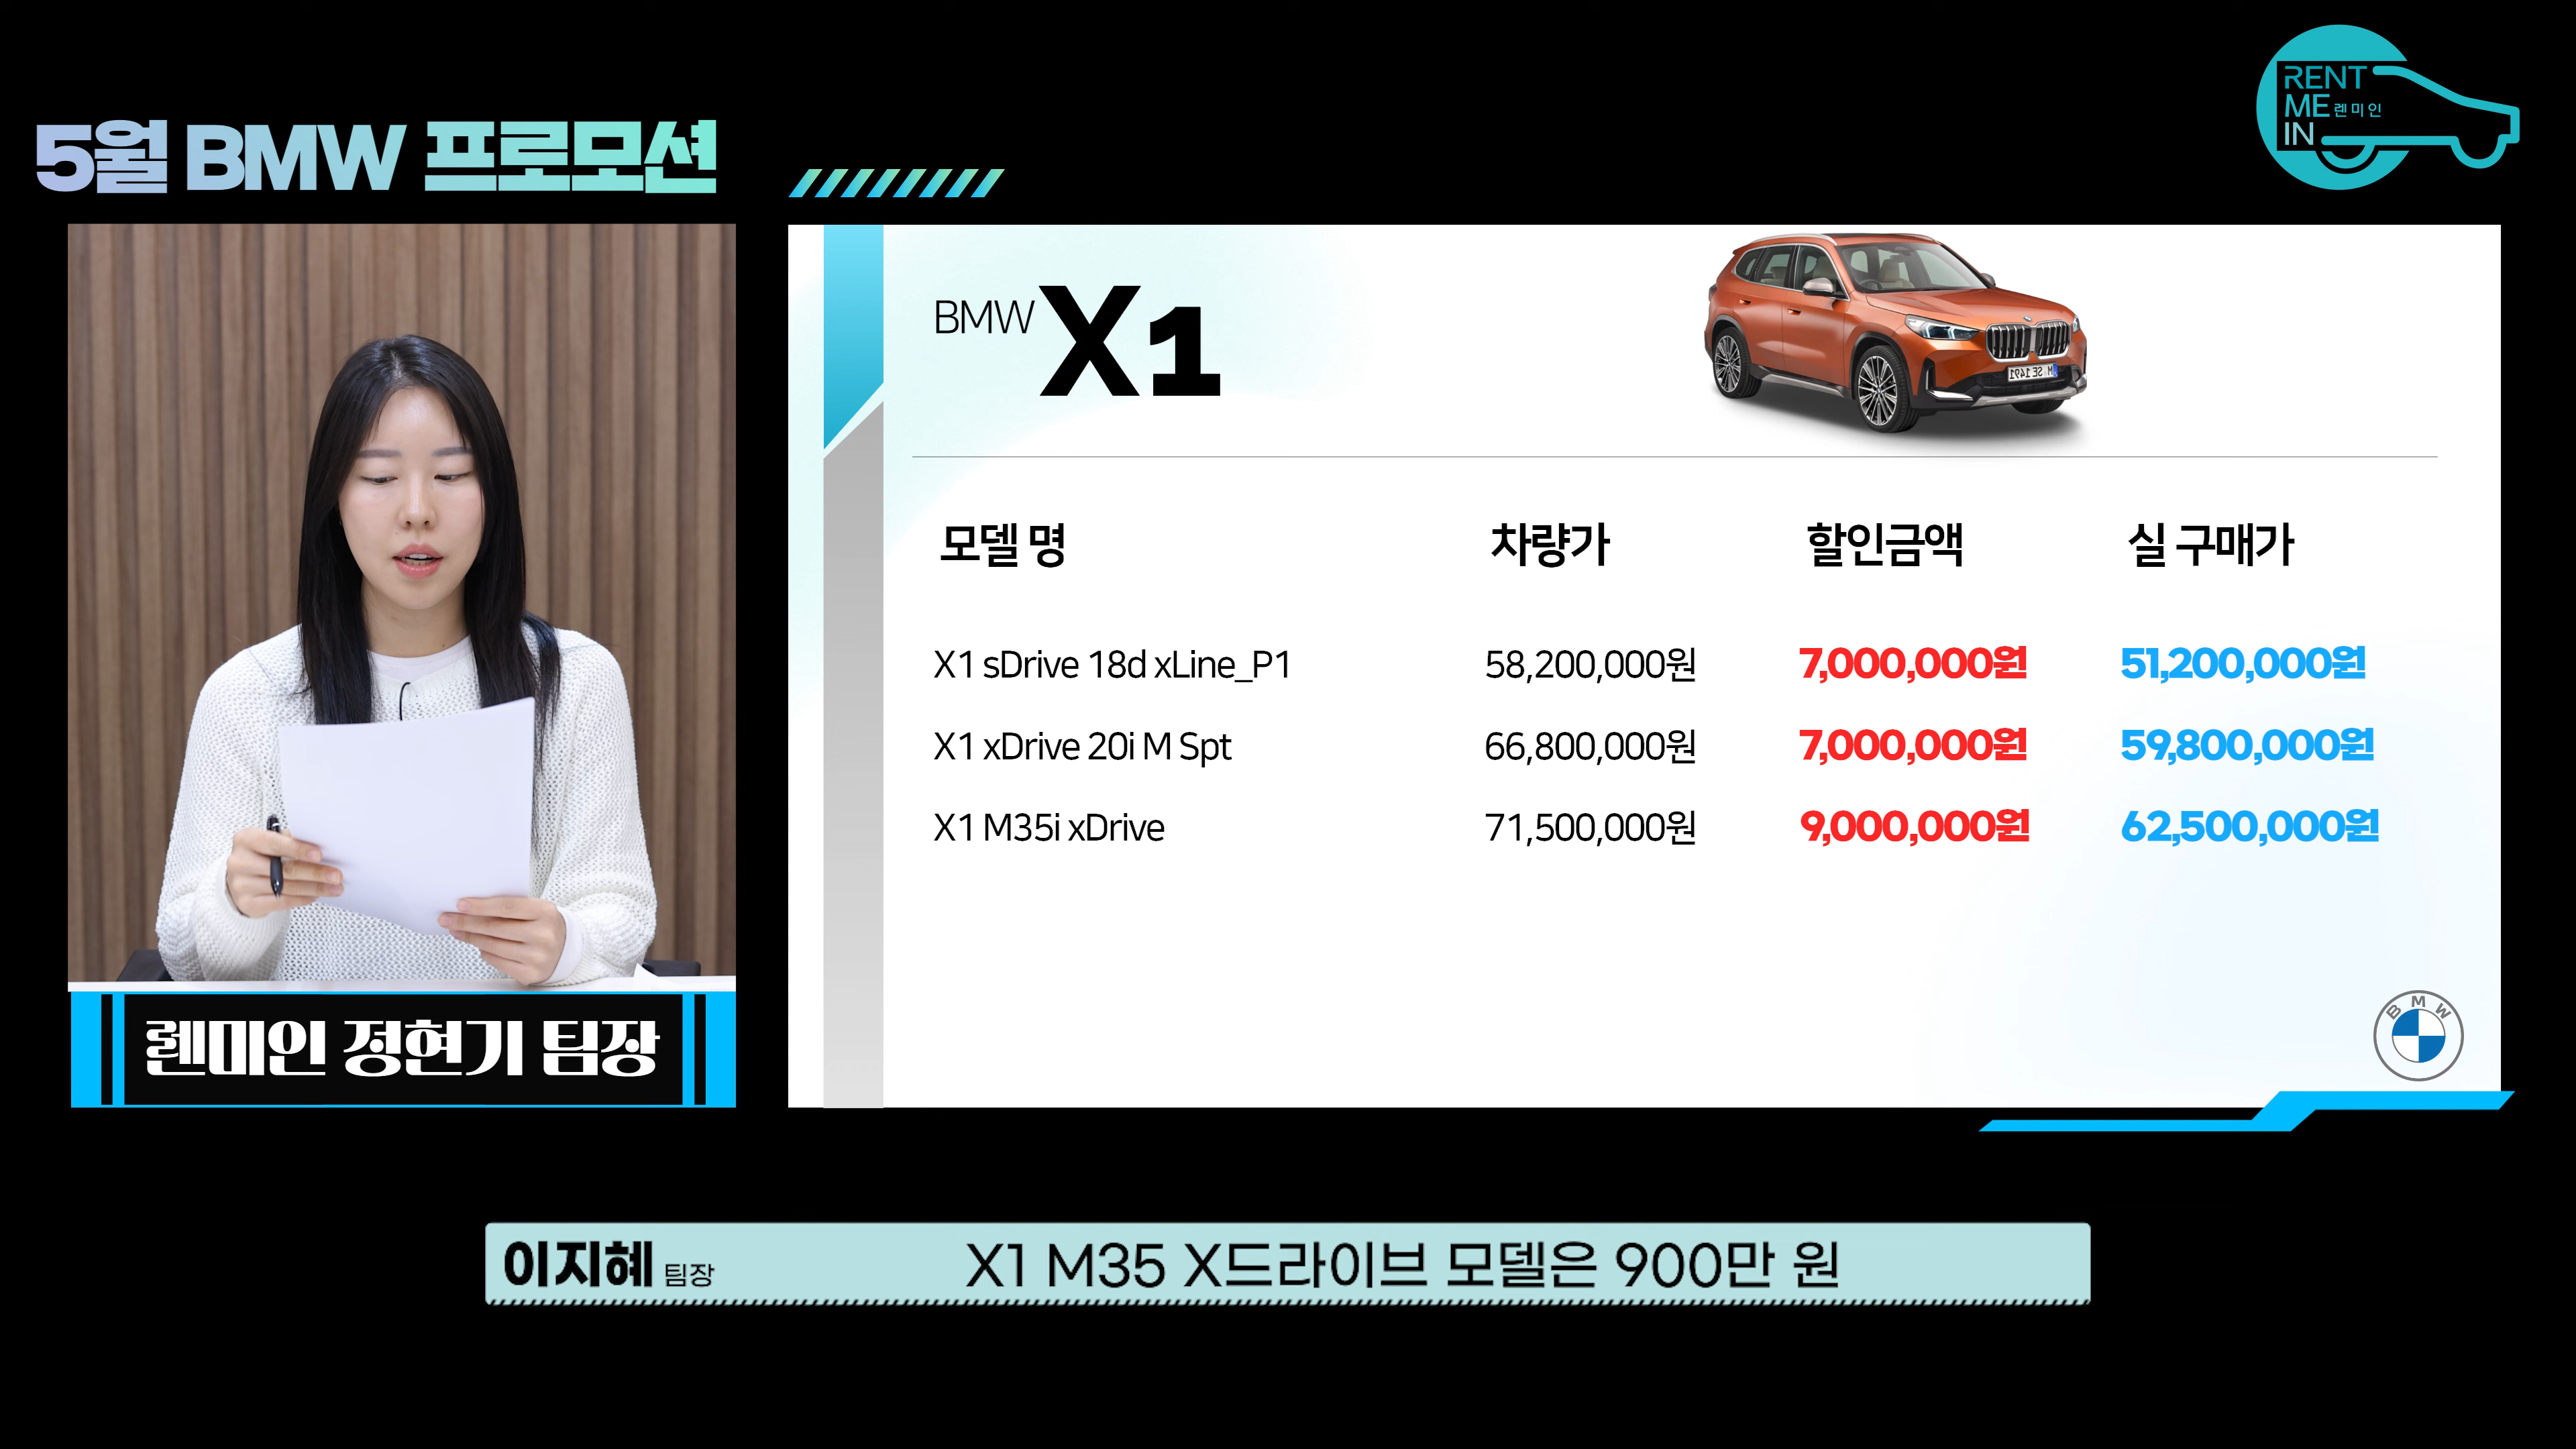 5월 BMW 프로모션
RENT
ME 렌미인
IN
BMW X1
모델 명 차량가 할인금액 실 구매가
X1 sDrive 18d xLine_P1 58,200,000원 7,000,000원 51,200,000원
X1 xDrive 20i M Spt 66,800,000원 7,000,000원 59,800,000원
X1 M35i xDrive 71,500,000원 9,000,000원 62,500,000원
BMW
렌미인 정현기 팀장
이지혜 팀장 X1 M35 X드라이브 모델은 900만 원